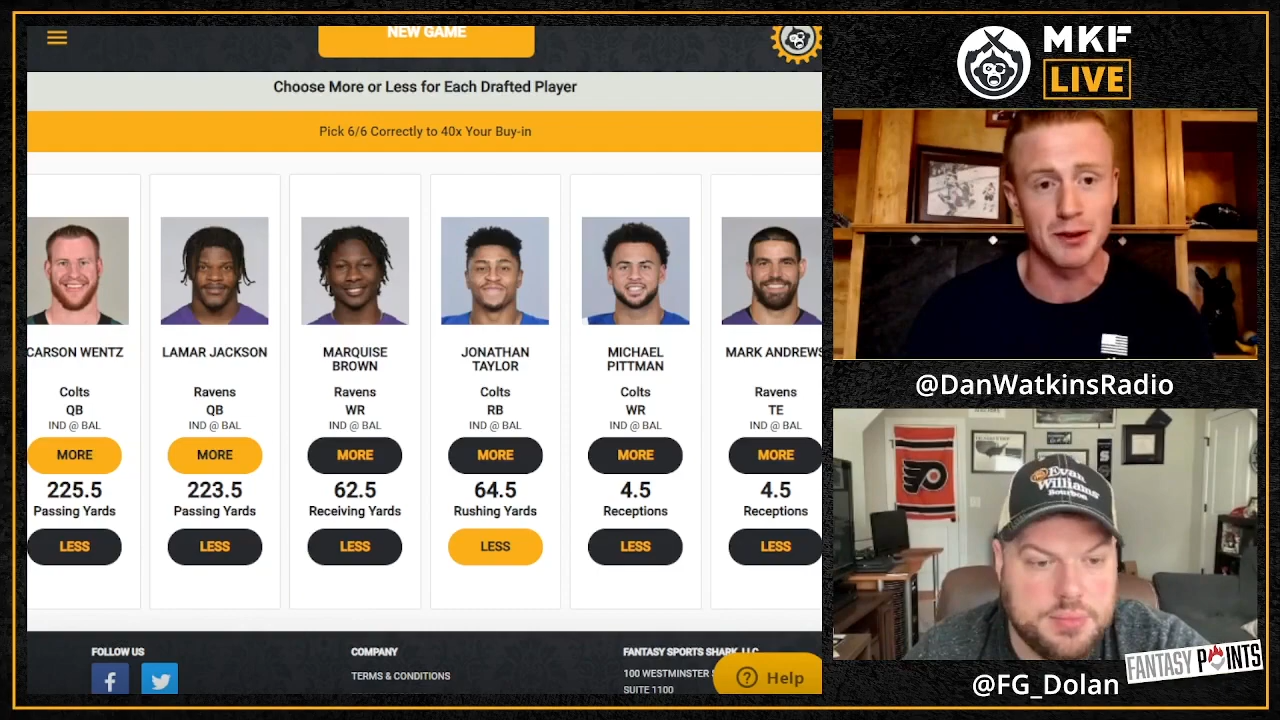 NEW GAME
Choose More or Less for Each Drafted Player
Pick 6/6 Correctly to 40x Your Buy-in
CARSON WENTZ
Colts
QB
IND @ BAL
MORE
225.5
Passing Yards
LESS
LAMAR JACKSON
Ravens
QB
IND @ BAL
MORE
223.5
Passing Yards
LESS
MARQUISE
BROWN
Ravens
WR
IND @ BAL
MORE
62.5
Receiving Yards
LESS
JONATHAN
TAYLOR
Colts
RB
IND @ BAL
MORE
64.5
Rushing Yards
LESS
MICHAEL
PITTMAN
Colts
WR
IND @ BAL
MORE
4.5
Receptions
LESS
MARK ANDREWS
Ravens
TE
IND @ BAL
MORE
4.5
Receptions
LESS
FOLLOW US
COMPANY
TERMS & CONDITIONS
FANTASY SPORTS SHARK, LLC
100 WESTMINSTER S
SUITE 1100
Help
MKF
LIVE
@DanWatkinsRadio
Evan
Williams
Bourbon
FANTASY POINTS
@FG_Dolan